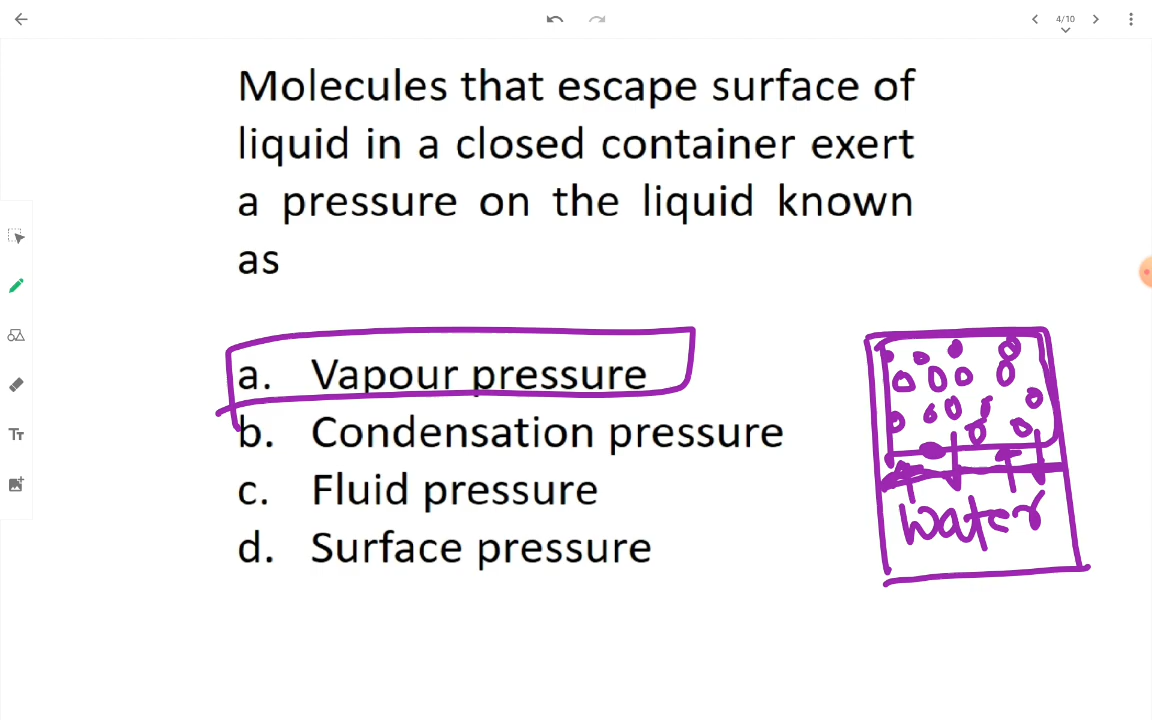 4/10
Molecules that escape surface of
liquid in a closed container exert
a pressure on the liquid known
as
a. Vapour pressure
b. Condensation pressure
c. Fluid pressure
d. Surface pressure
water
Tт